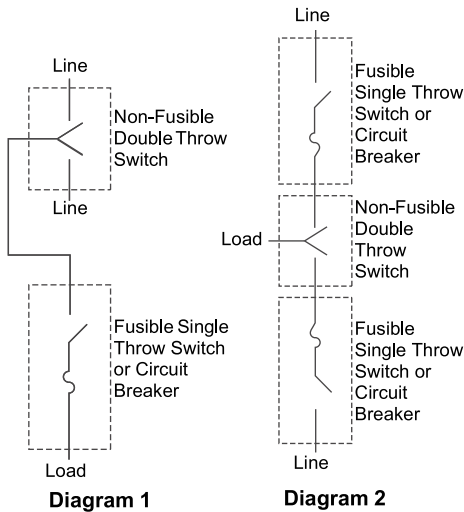 Line
Non-Fusible
Double Throw
Switch
Line
Fusible Single
Throw Switch
or Circuit
Breaker
Load
Diagram 1
Line
Fusible
Single Throw
Switch or
Circuit
Breaker
Non-Fusible
Double
Throw
Switch
Load
Fusible
Single Throw
Switch or
Circuit
Breaker
Line
Diagram 2